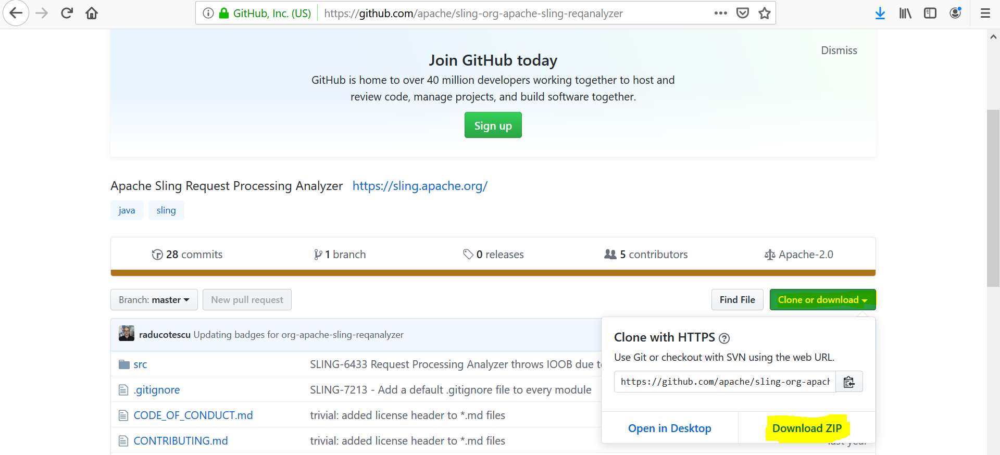 GitHub, Inc. (US) https://github.com/apache/sling-org-apache-sling-reqanalyzer
Dismiss
Join GitHub today
GitHub is home to over 40 million developers working together to host and
review code, manage projects, and build software together.
Sign up
Apache Sling Request Processing Analyzer https://sling.apache.org/
java sling
28 commits 1 branch 0 releases 5 contributors Apache-2.0
Branch: master New pull request Find File Clone or download
raducotescu Updating badges for org-apache-sling-reqanalyzer
src SLING-6433 Request Processing Analyzer throws IOOB due
.gitignore SLING-7213 - Add a default .gitignore file to every module
CODE_OF_CONDUCT.md trivial: added license header to *.md files
CONTRIBUTING.md trivial: added license header to *.md files
Clone with HTTPS ?
Use Git or checkout with SVN using the web URL.
https://github.com/apache/sling-org-apach
Open in Desktop Download ZIP
last year